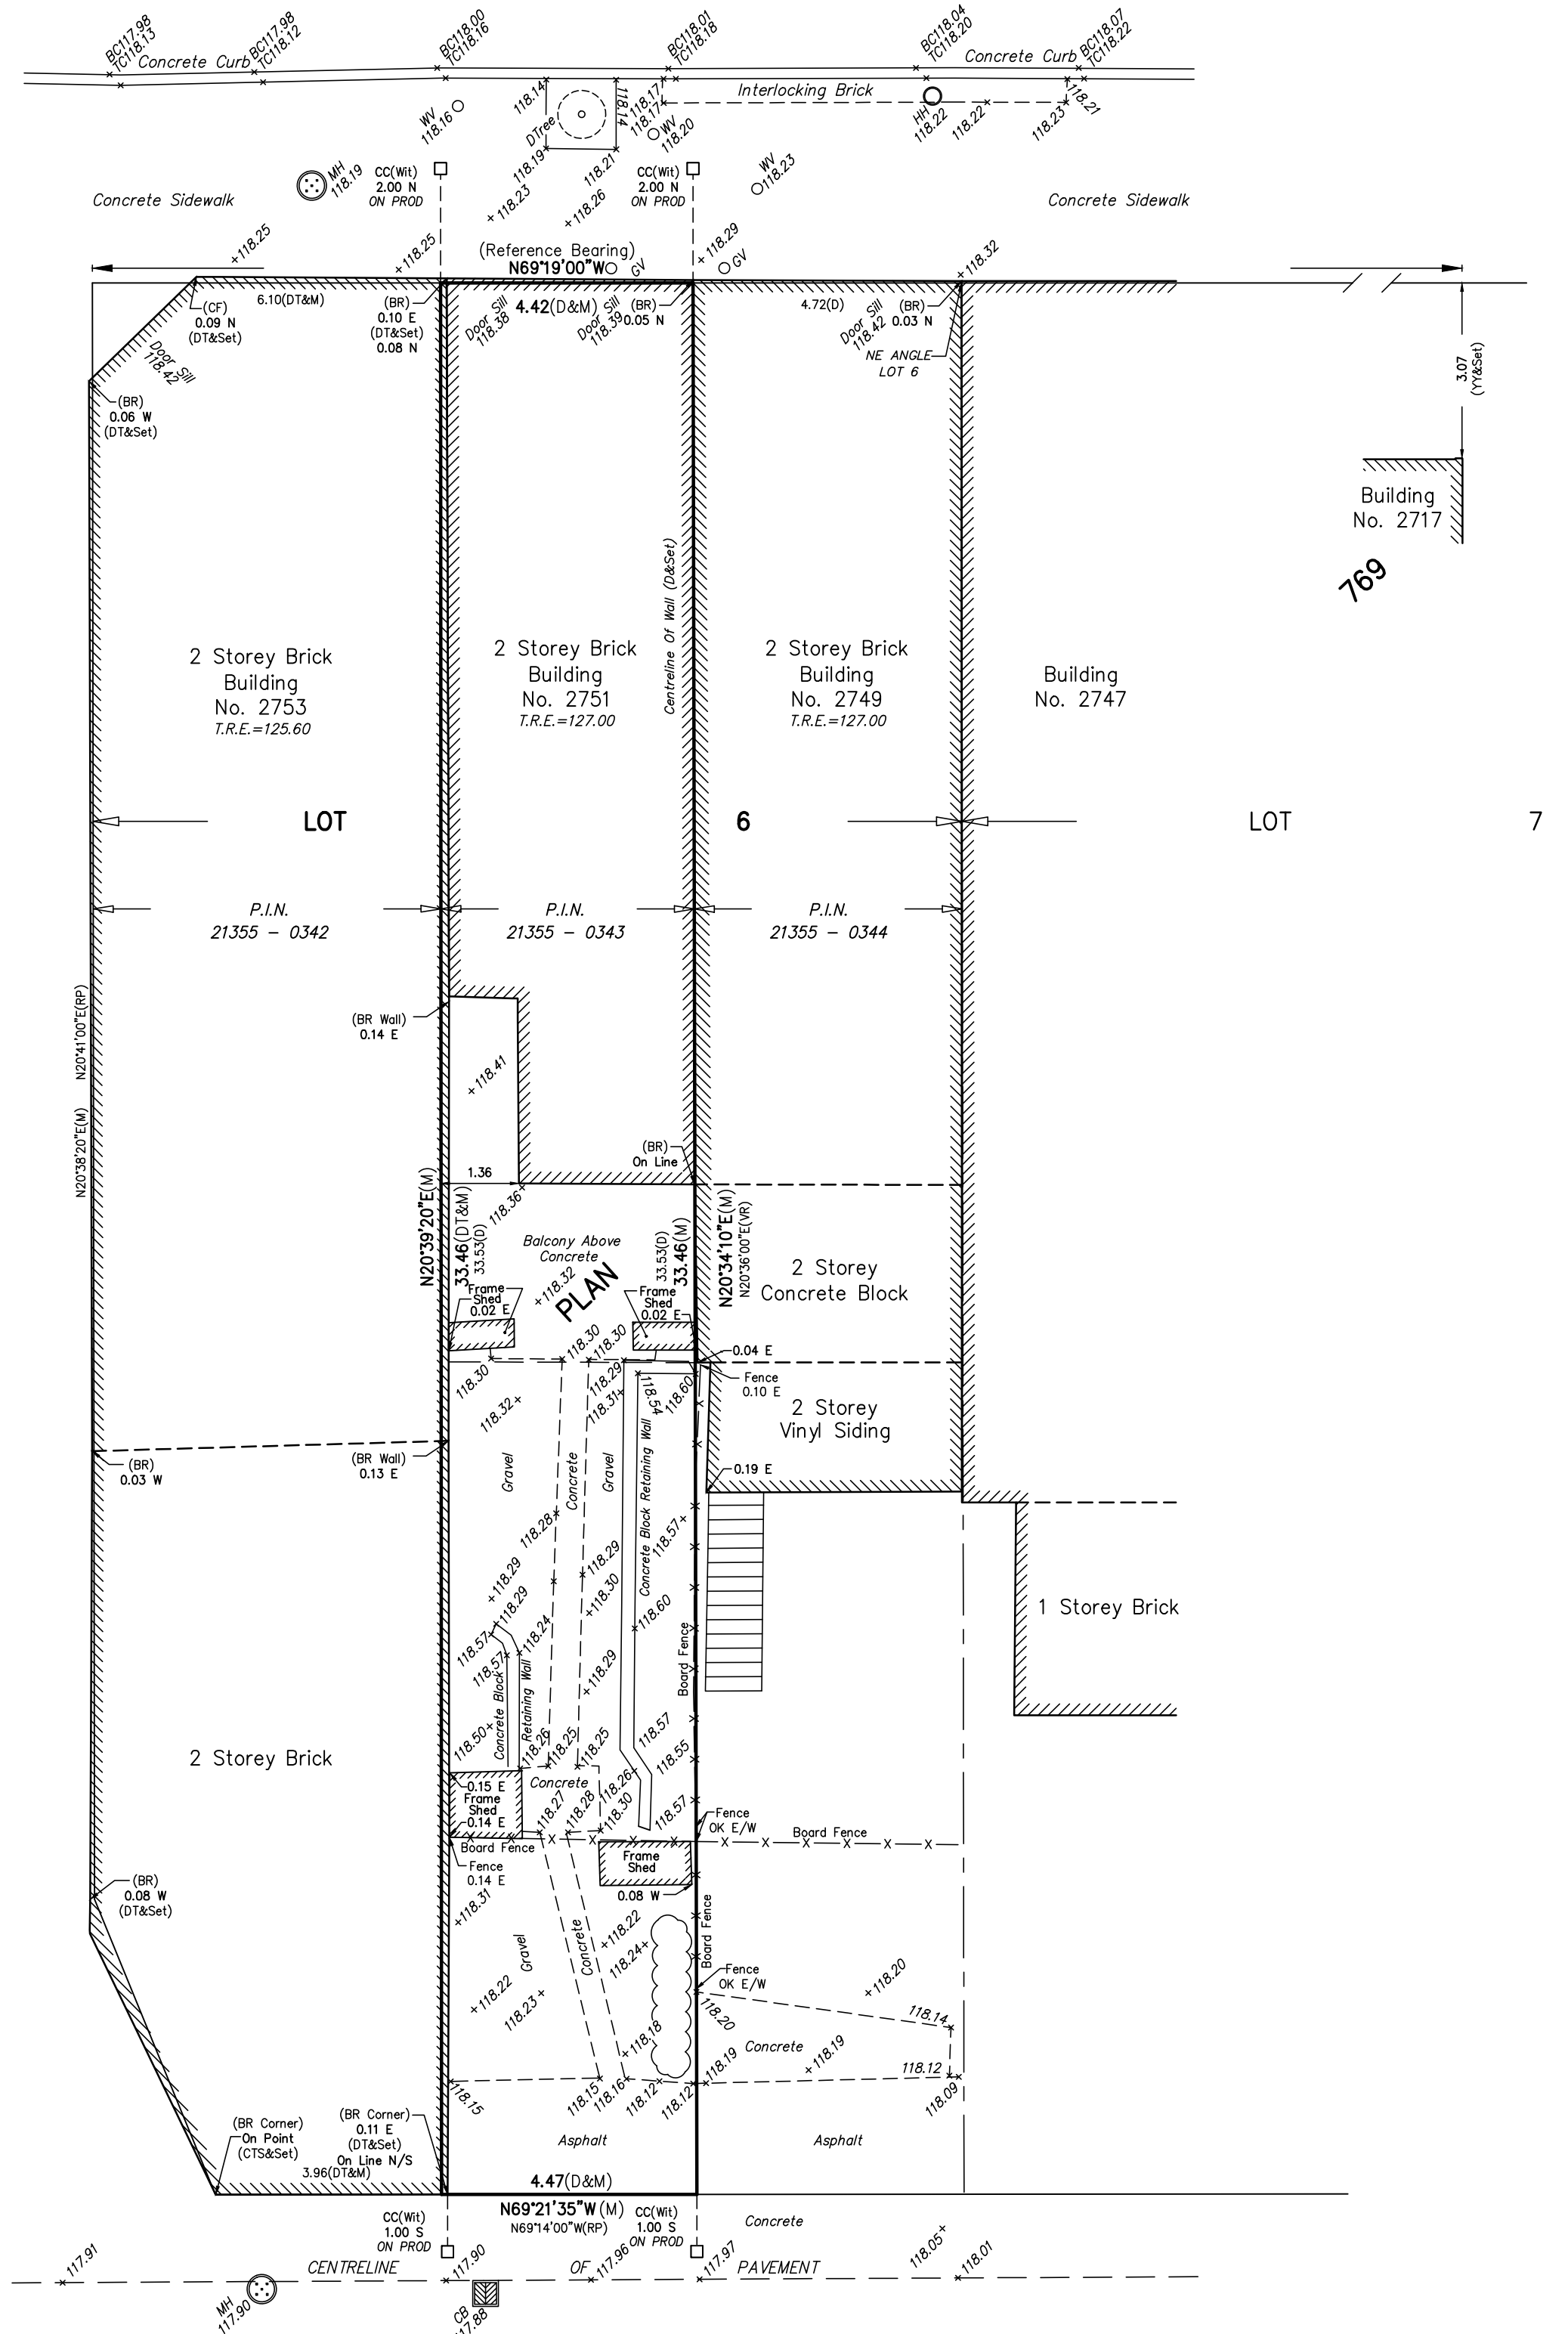 BC117.98
TC118.13
Concrete Curb
BC117.98
TC118.12
BC118.00
TC118.16
BC118.01
TC118.18
BC118.04
TC118.20
Concrete Curb
BC118.07
TC118.22
118.14
118.14
118.17
118.17
Interlocking Brick
118.21
WV
118.16
DTree
WV
118.20
HH
118.22
118.22
118.23
118.19
118.21
MH
118.19
CC(Wit)
2.00 N
ON PROD
CC(Wit)
2.00 N
ON PROD
WV
118.23
Concrete Sidewalk
118.23
118.26
Concrete Sidewalk
118.25
118.25
(Reference Bearing)
N69°19'00"W
GV
118.29
GV
118.32
6.10(DT&M)
(CF)
0.09 N
(DT&Set)
(BR)
0.10 E
(DT&Set)
0.08 N
Door Sill
118.38
4.42(D&M)
Door Sill
118.39
(BR)
0.05 N
4.72(D)
Door Sill
118.42
(BR)
0.03 N
NE ANGLE
LOT 6
Door Sill
118.42
3.07
(YY&Set)
(BR)
0.06 W
(DT&Set)
Building
No. 2717
769
Centreline Of Wall (D&Set)
2 Storey Brick
Building
No. 2753
T.R.E.=125.60
2 Storey Brick
Building
No. 2751
T.R.E.=127.00
2 Storey Brick
Building
No. 2749
T.R.E.=127.00
Building
No. 2747
LOT
6
LOT
7
P.I.N.
21355 - 0342
P.I.N.
21355 - 0343
P.I.N.
21355 - 0344
N20°41'00"E(RP)
N20°38'20"E(M)
(BR Wall)
0.14 E
118.41
(BR)
On Line
1.36
118.36
N20°39'20"E(M)
33.46(DT&M)
33.53(D)
Balcony Above
Concrete
118.32
PLAN
33.53(D)
33.46(M)
N20°34'10"E(M)
N20°36'00"E(VR)
2 Storey
Concrete Block
Frame
Shed
0.02 E
Frame
Shed
0.02 E
118.30
118.30
118.30
118.29
0.04 E
Fence
0.10 E
118.32
118.31
118.54
118.60
2 Storey
Vinyl Siding
(BR)
0.03 W
(BR Wall)
0.13 E
Gravel
Concrete
Gravel
Concrete Block Retaining Wall
0.19 E
118.28
118.57
118.29
118.29
118.29
118.30
118.60
1 Storey Brick
118.24
118.57
118.57
118.29
Board Fence
Concrete Block
Retaining Wall
118.50
118.26
118.25
118.25
118.57
118.55
2 Storey Brick
0.15 E
Frame
Shed
0.14 E
Concrete
118.26
118.27
118.28
118.30
118.57
Fence
OK E/W
Board Fence
Board Fence
Fence
0.14 E
Frame
Shed
0.08 W
(BR)
0.08 W
(DT&Set)
118.31
Gravel
Concrete
118.22
118.24
Board Fence
Fence
OK E/W
118.22
118.23
118.20
118.20
118.14
118.18
Concrete
118.19
118.19
118.12
118.15
118.15
118.16
118.12
118.12
118.09
(BR Corner)
On Point
(CTS&Set)
(BR Corner)
0.11 E
(DT&Set)
On Line N/S
3.96(DT&M)
Asphalt
Asphalt
4.47(D&M)
N69°21'35"W(M)
N69°14'00"W(RP)
CC(Wit)
1.00 S
ON PROD
CC(Wit)
1.00 S
ON PROD
Concrete
117.91
CENTRELINE
117.90
OF
117.96
117.97
PAVEMENT
118.05
118.01
MH
117.90
CB
117.88